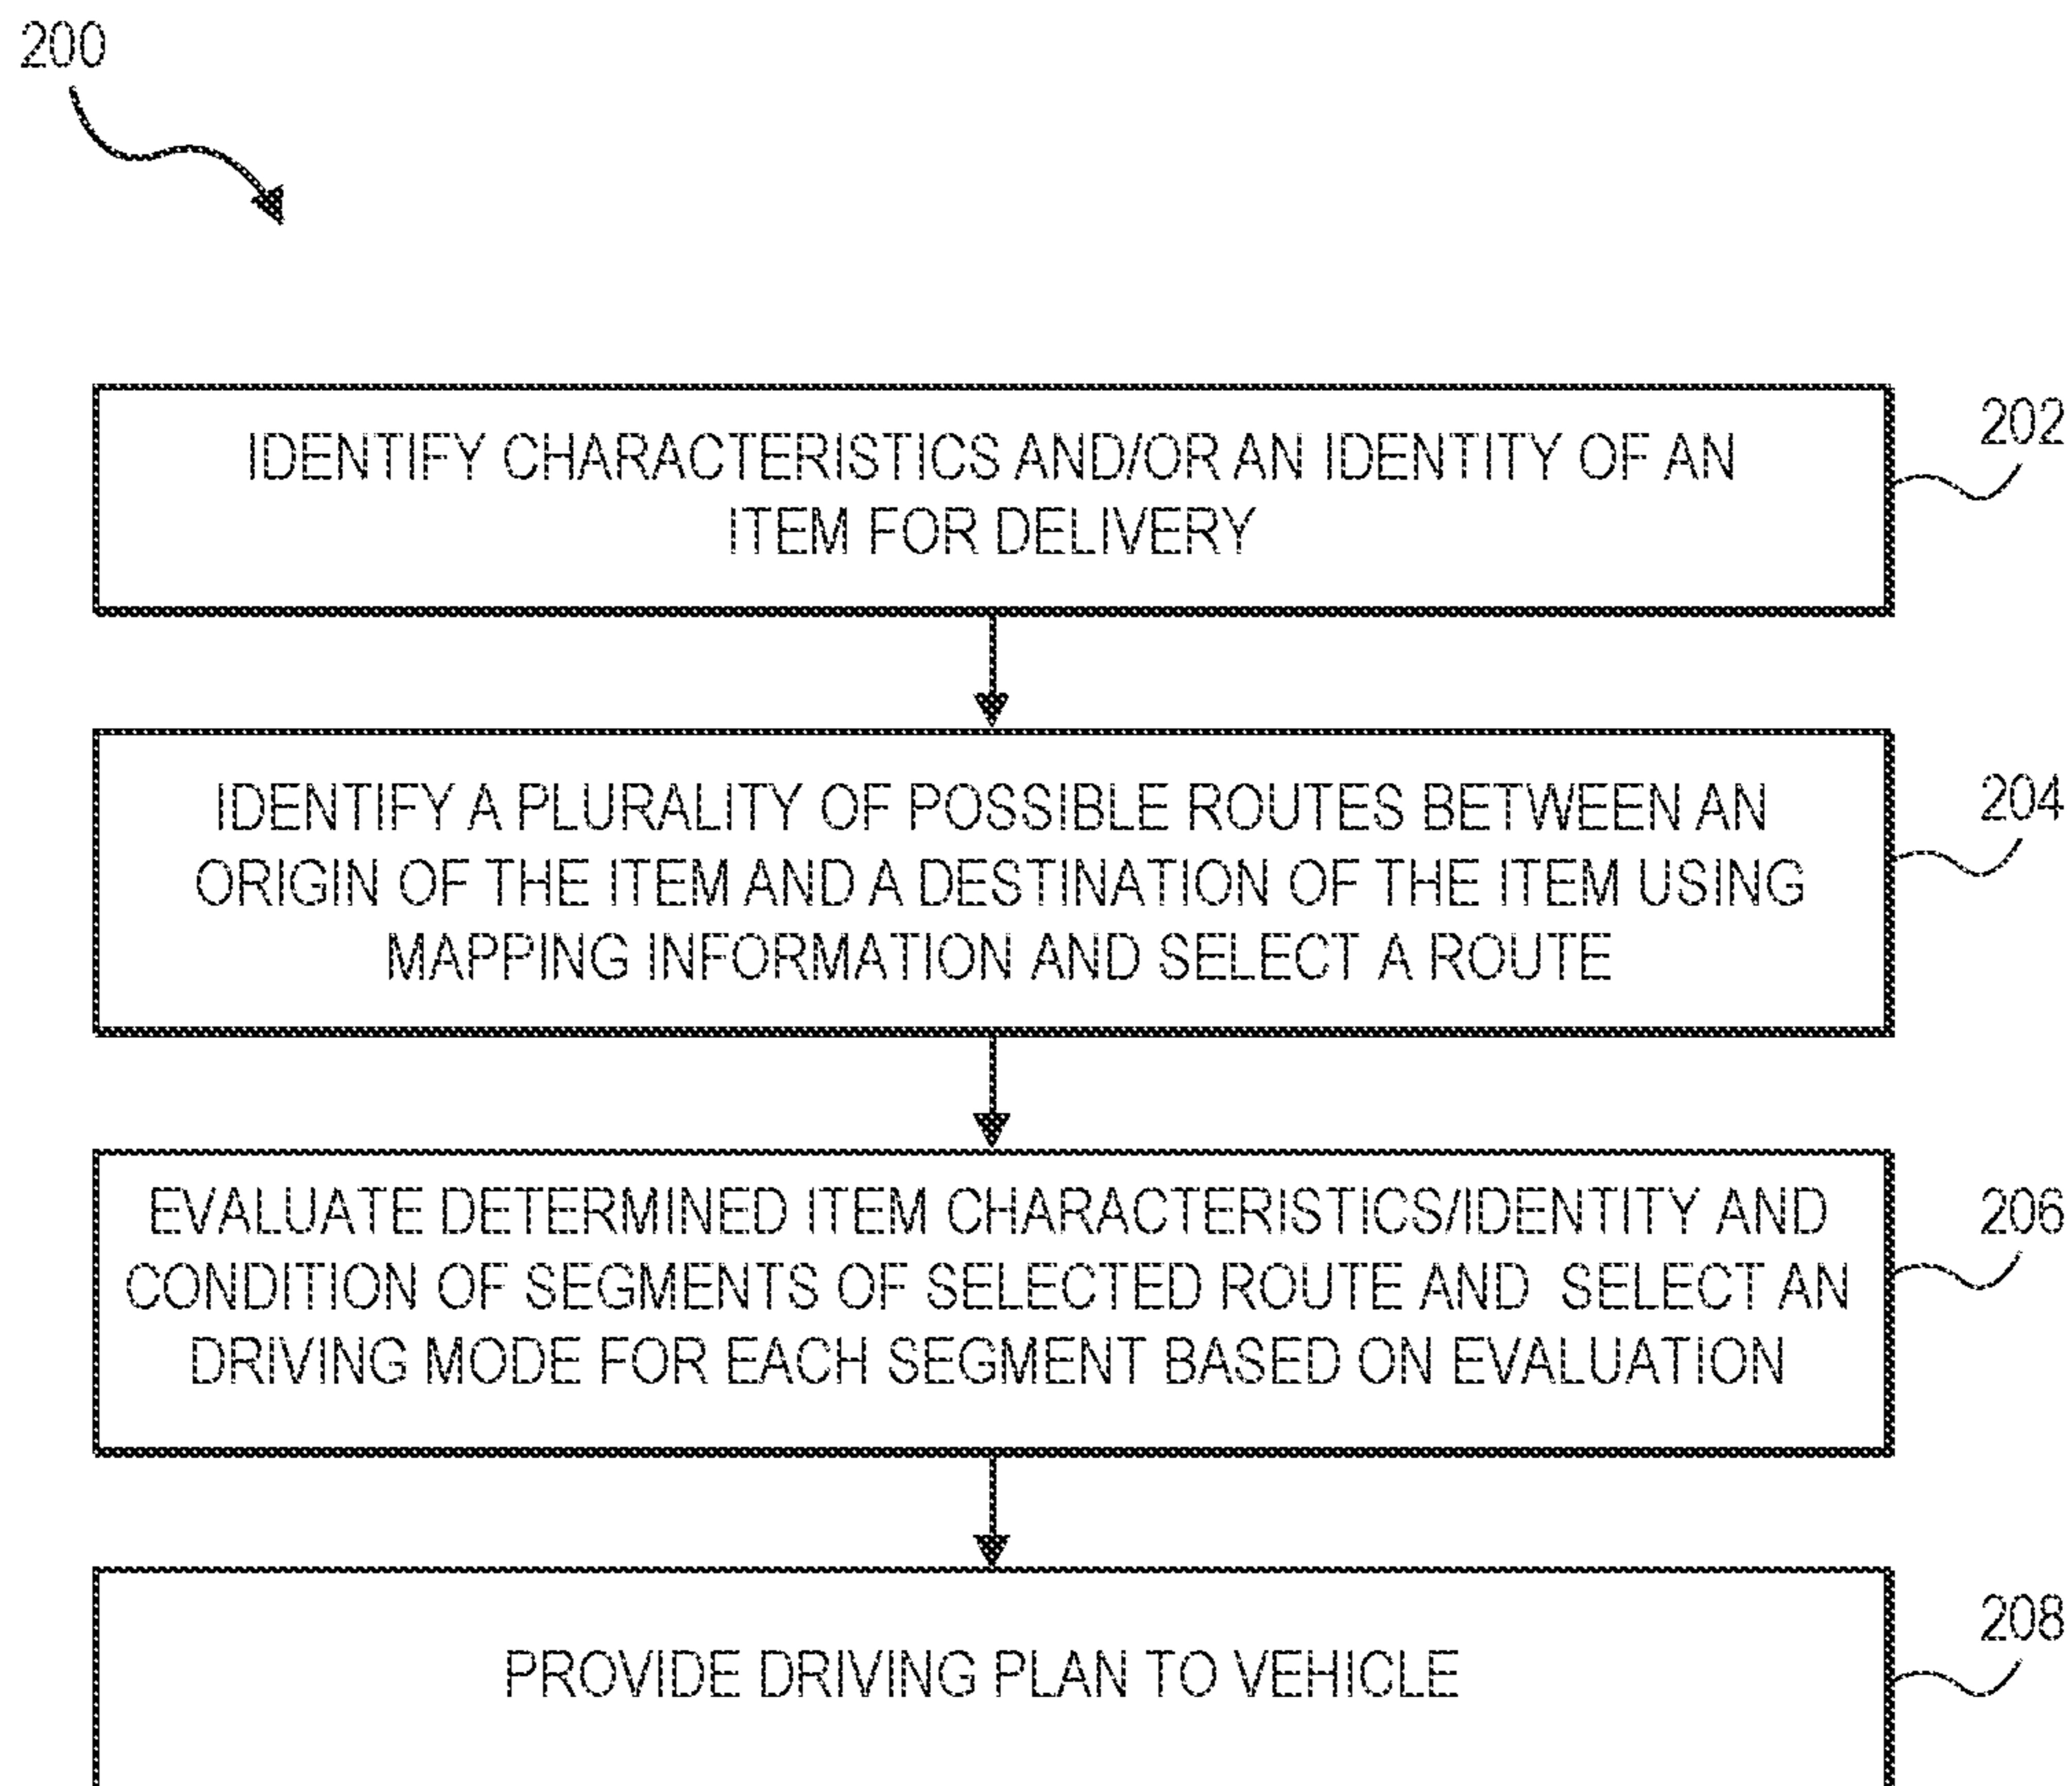 200
IDENTIFY CHARACTERISTICS AND/OR AN IDENTITY OF AN
ITEM FOR DELIVERY
202
IDENTIFY A PLURALITY OF POSSIBLE ROUTES BETWEEN AN
ORIGIN OF THE ITEM AND A DESTINATION OF THE ITEM USING
MAPPING INFORMATION AND SELECT A ROUTE
204
EVALUATE DETERMINED ITEM CHARACTERISTICS/IDENTITY AND
CONDITION OF SEGMENTS OF SELECTED ROUTE AND SELECT AN
DRIVING MODE FOR EACH SEGMENT BASED ON EVALUATION
206
PROVIDE DRIVING PLAN TO VEHICLE
208